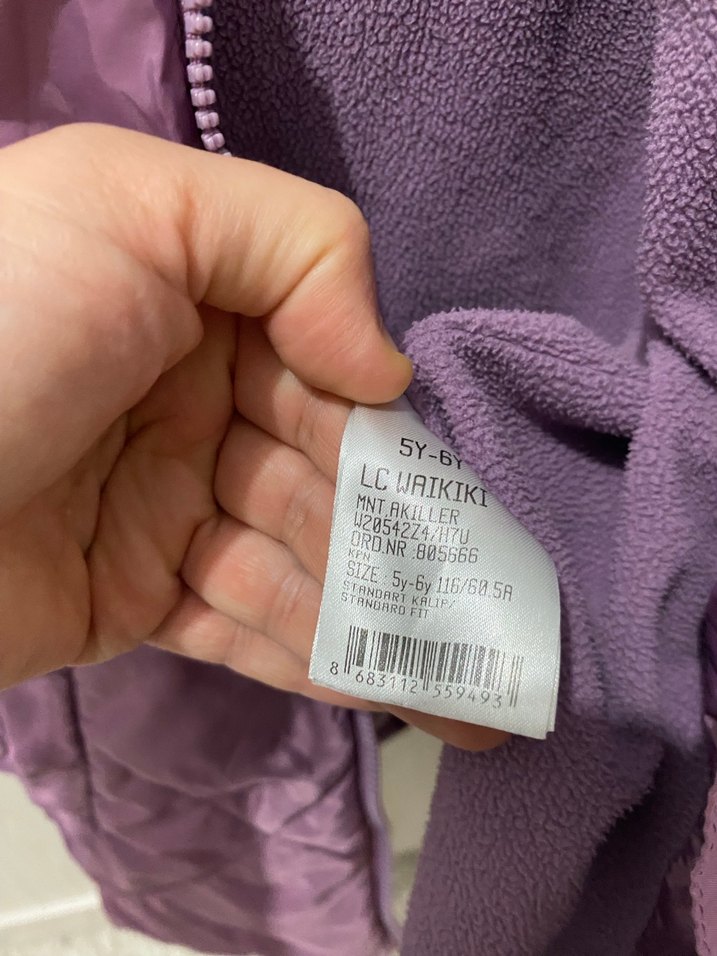 5Y-6Y
LC WAIKIKI
MNT.AKILLER
W20542Z4/H7U
ORD.NR :805666
KPN
SIZE : 5y-6y 116/60.5A
STANDART KALIP/
STANDARD FIT
8 683112 559493